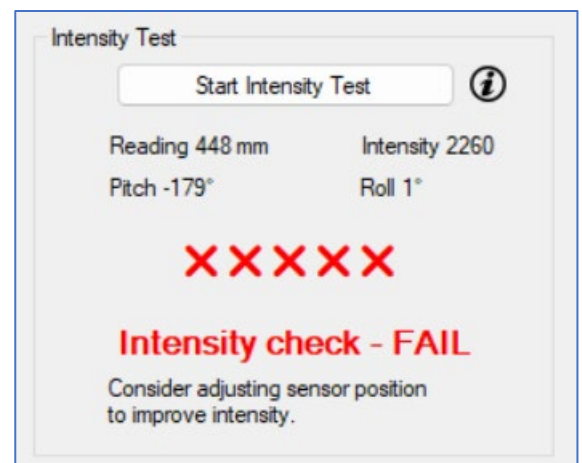 Intensity Test
Start Intensity Test
Reading 448 mm Intensity 2260
Pitch -179° Roll 1°
Intensity check - FAIL
Consider adjusting sensor position
to improve intensity.